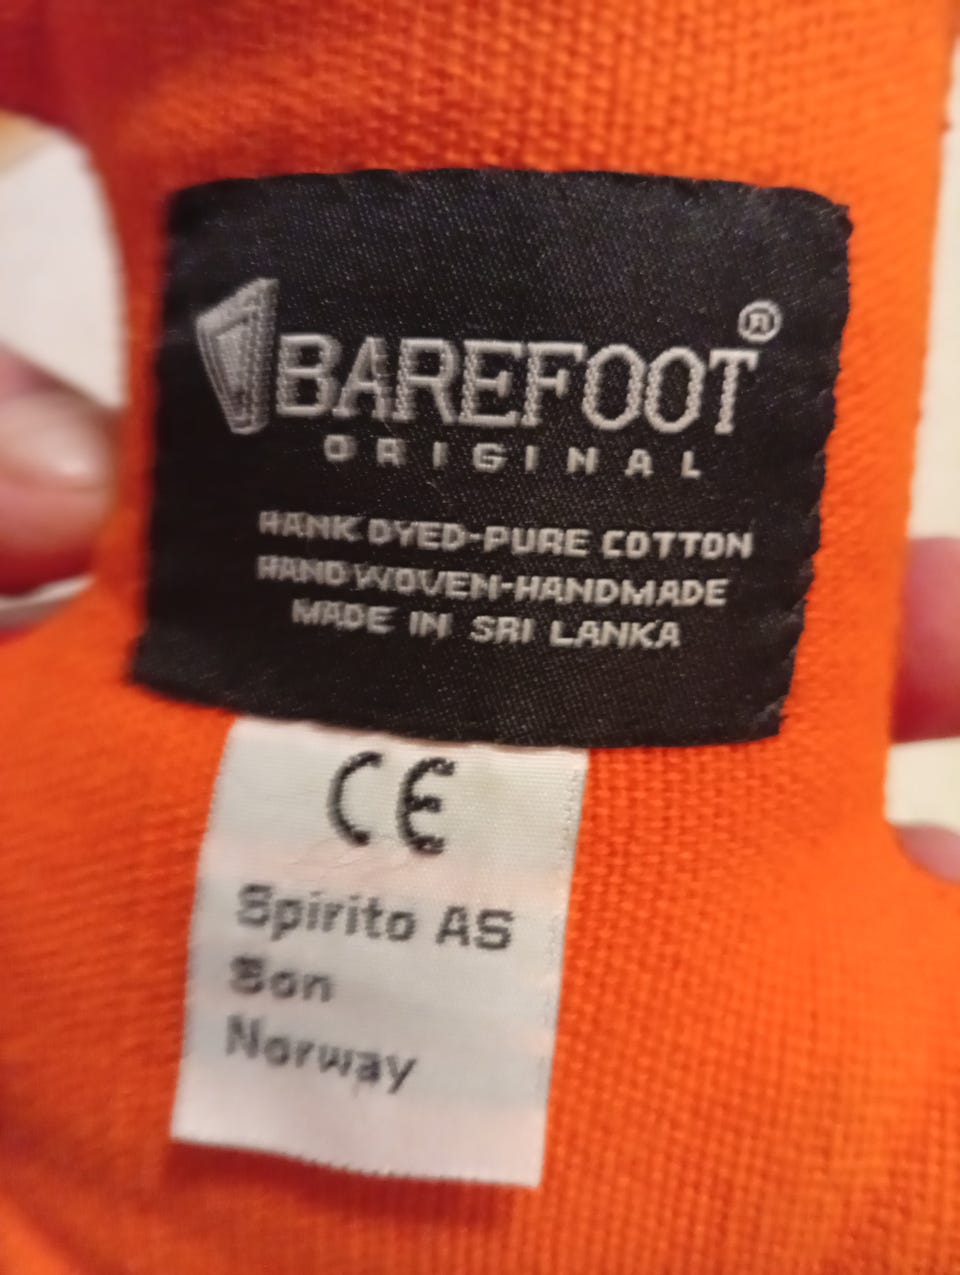 BAREFOOT®
ORIGINAL
HANK DYED-PURE COTTON
HAND WOVEN-HANDMADE
MADE IN SRI LANKA
CE
Spirito AS
Son
Norway